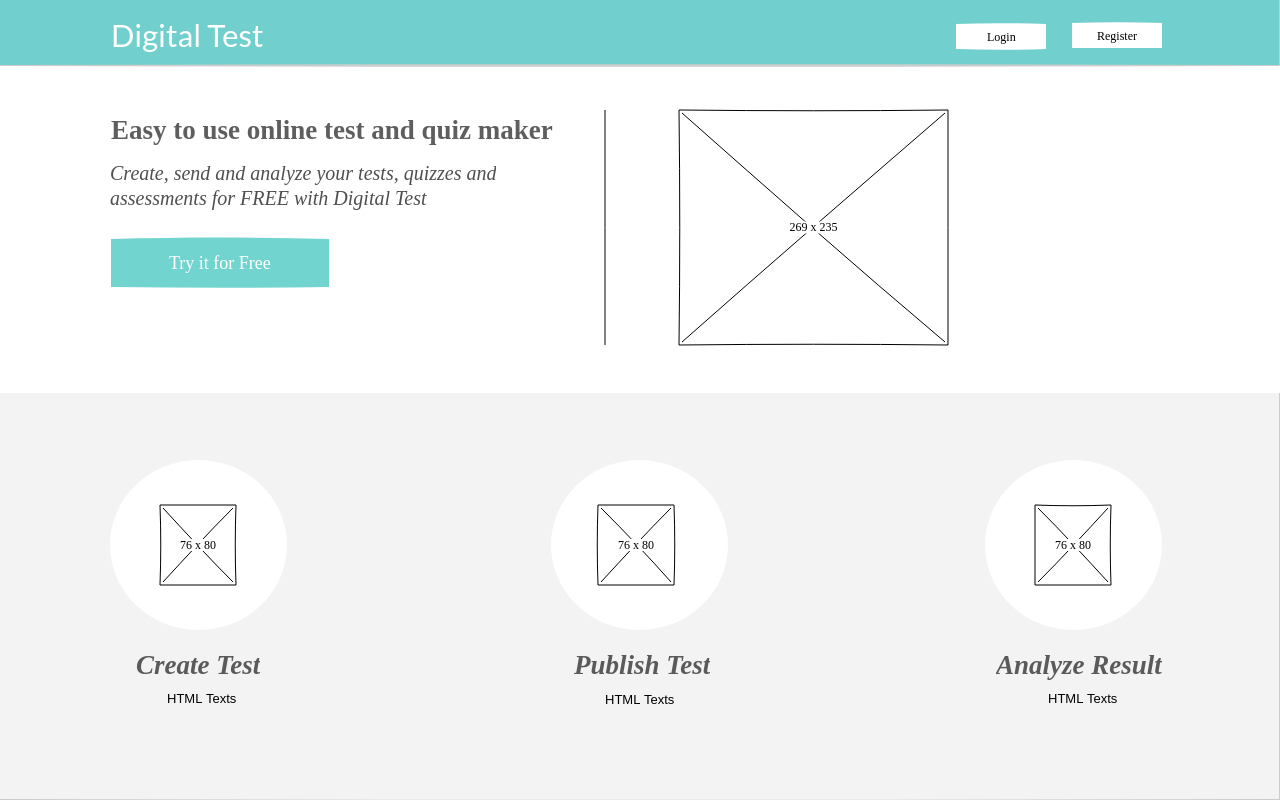 Digital Test
Login
Register
Easy to use online test and quiz maker
Create, send and analyze your tests, quizzes and
assessments for FREE with Digital Test
Try it for Free
269 x 235
76 x 80
76 x 80
76 x 80
Create Test
Publish Test
Analyze Result
HTML Texts
HTML Texts
HTML Texts